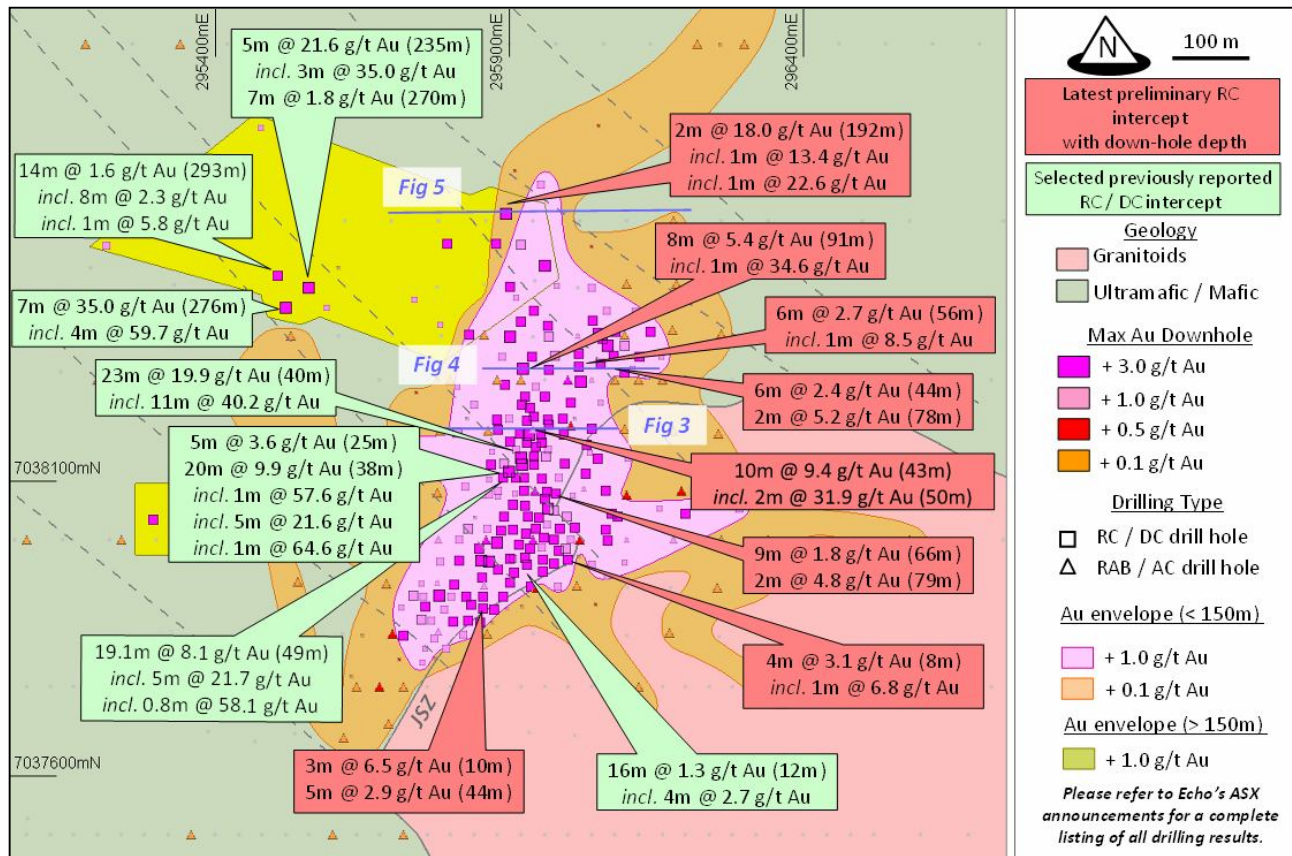 295400mE
295900mE
296400mE
5m @ 21.6 g/t Au (235m)
incl. 3m @ 35.0 g/t Au
7m @ 1.8 g/t Au (270m)
14m @ 1.6 g/t Au (293m)
incl. 8m @ 2.3 g/t Au
incl. 1m @ 5.8 g/t Au
7m @ 35.0 g/t Au (276m)
incl. 4m @ 59.7 g/t Au
2m @ 18.0 g/t Au (192m)
incl. 1m @ 13.4 g/t Au
incl. 1m @ 22.6 g/t Au
Fig 5
8m @ 5.4 g/t Au (91m)
incl. 1m @ 34.6 g/t Au
6m @ 2.7 g/t Au (56m)
incl. 1m @ 8.5 g/t Au
Fig 4
23m @ 19.9 g/t Au (40m)
incl. 11m @ 40.2 g/t Au
6m @ 2.4 g/t Au (44m)
2m @ 5.2 g/t Au (78m)
Fig 3
5m @ 3.6 g/t Au (25m)
20m @ 9.9 g/t Au (38m)
incl. 1m @ 57.6 g/t Au
incl. 5m @ 21.6 g/t Au
incl. 1m @ 64.6 g/t Au
7038100mN
10m @ 9.4 g/t Au (43m)
incl. 2m @ 31.9 g/t Au (50m)
9m @ 1.8 g/t Au (66m)
2m @ 4.8 g/t Au (79m)
19.1m @ 8.1 g/t Au (49m)
incl. 5m @ 21.7 g/t Au
incl. 0.8m @ 58.1 g/t Au
4m @ 3.1 g/t Au (8m)
incl. 1m @ 6.8 g/t Au
JSZ
3m @ 6.5 g/t Au (10m)
5m @ 2.9 g/t Au (44m)
16m @ 1.3 g/t Au (12m)
incl. 4m @ 2.7 g/t Au
7037600mN
N
100 m
Latest preliminary RC
intercept
with down-hole depth
Selected previously reported
RC / DC intercept
Geology
Granitoids
Ultramafic / Mafic
Max Au Downhole
+ 3.0 g/t Au
+ 1.0 g/t Au
+ 0.5 g/t Au
+ 0.1 g/t Au
Drilling Type
RC / DC drill hole
RAB / AC drill hole
Au envelope (< 150m)
+ 1.0 g/t Au
+ 0.1 g/t Au
Au envelope (> 150m)
+ 1.0 g/t Au
Please refer to Echo's ASX
announcements for a complete
listing of all drilling results.